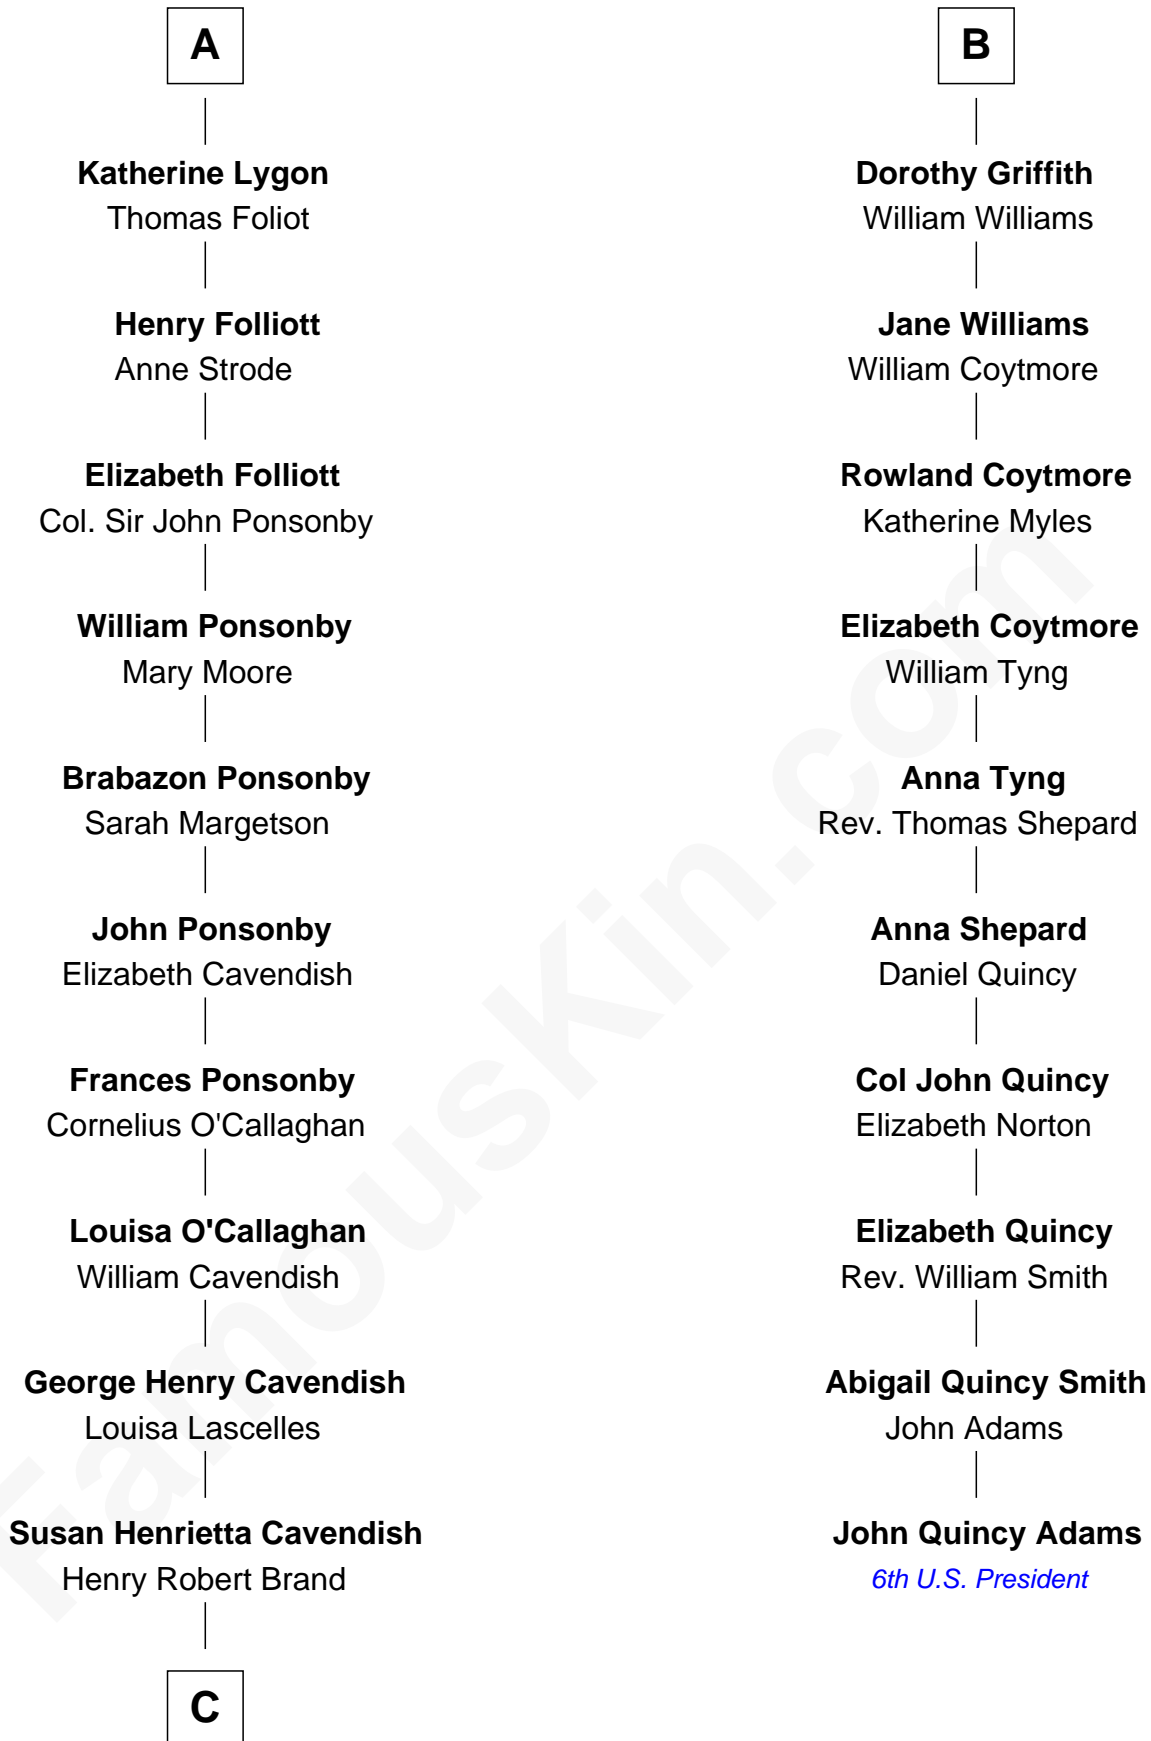 A
Katherine Lygon
Thomas Foliot
Henry Folliott
Anne Strode
Elizabeth Folliott
Col. Sir John Ponsonby
William Ponsonby
Mary Moore
Brabazon Ponsonby
Sarah Margetson
John Ponsonby
Elizabeth Cavendish
Frances Ponsonby
Cornelius O'Callaghan
Louisa O'Callaghan
William Cavendish
George Henry Cavendish
Louisa Lascelles
Susan Henrietta Cavendish
Henry Robert Brand
C
B
Dorothy Griffith
William Williams
Jane Williams
William Coytmore
Rowland Coytmore
Katherine Myles
Elizabeth Coytmore
William Tyng
Anna Tyng
Rev. Thomas Shepard
Anna Shepard
Daniel Quincy
Col John Quincy
Elizabeth Norton
Elizabeth Quincy
Rev. William Smith
Abigail Quincy Smith
John Adams
John Quincy Adams
6th U.S. President
FamousKin.com